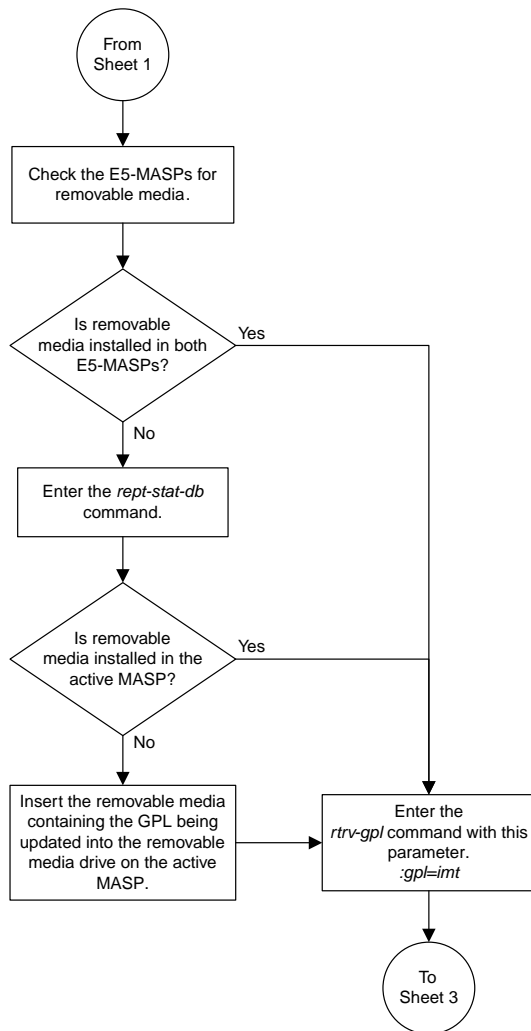 From
Sheet 1
Check the E5-MASPs for
removable media.
Is removable
media installed in both
E5-MASPs?
Yes
No
Enter the rept-stat-db
command.
Is removable
media installed in the
active MASP?
Yes
No
Insert the removable media
containing the GPL being
updated into the removable
media drive on the active
MASP.
Enter the
rtrv-gpl command with this
parameter.
:gpl=imt
To
Sheet 3